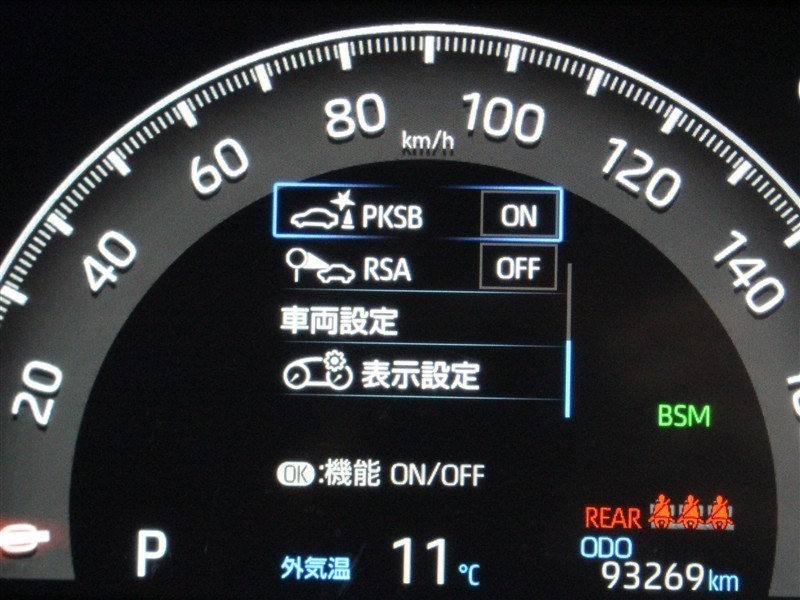 20
40
60
80
100
120
140
km/h
PKSB ON
RSA OFF
車両設定
表示設定
BSM
OK:機能 ON/OFF
REAR
P
外気温 11℃
ODO
93269km